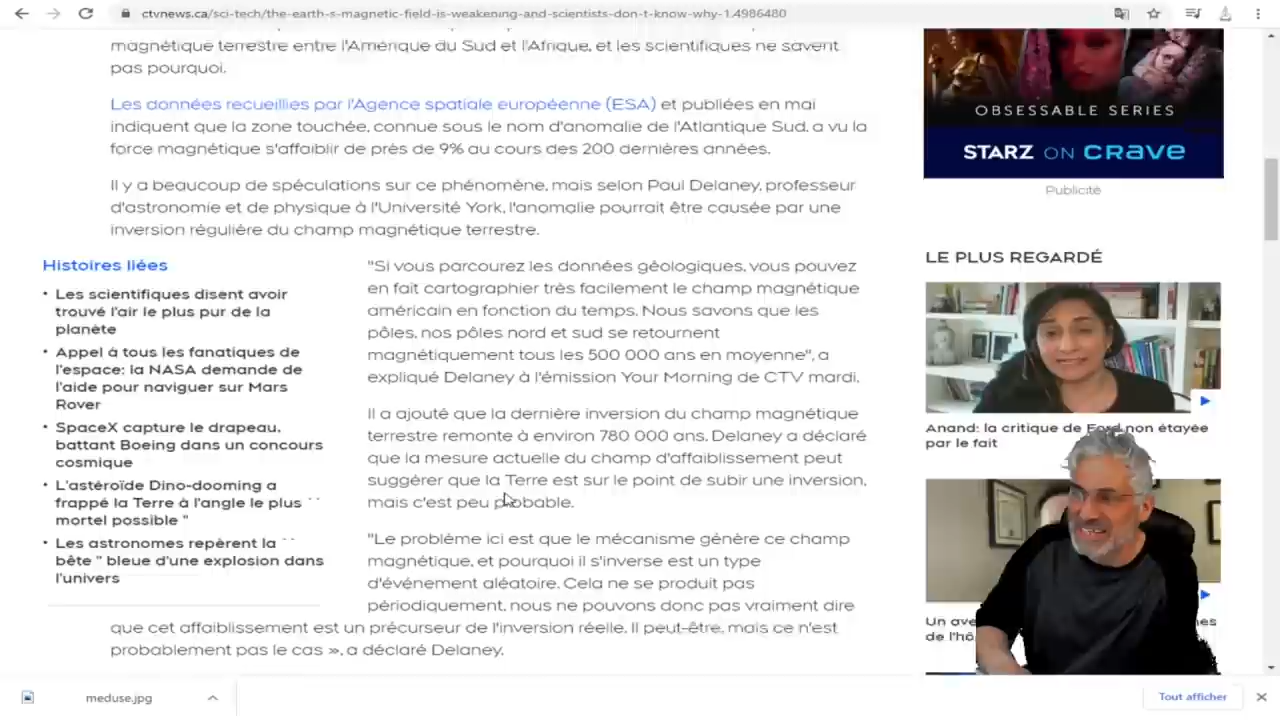 ctvnews.ca/sci-tech/the-earth-s-magnetic-field-is-weakening-and-scientists-don-t-know-why-1.4986480
magnétique terrestre entre l'Amérique du Sud et l'Afrique, et les scientifiques ne savent
pas pourquoi.
Les données recueillies par l'Agence spatiale européenne (ESA) et publiées en mai
indiquent que la zone touchée, connue sous le nom d'anomalie de l'Atlantique Sud, a vu la
force magnétique s'affaiblir de près de 9% au cours des 200 dernières années.
Il y a beaucoup de spéculations sur ce phénomène, mais selon Paul Delaney, professeur
d'astronomie et de physique à l'Université York, l'anomalie pourrait être causée par une
inversion régulière du champ magnétique terrestre.
Histoires liées
• Les scientifiques disent avoir
trouvé l'air le plus pur de la
planète
• Appel à tous les fanatiques de
l'espace: la NASA demande de
l'aide pour naviguer sur Mars
Rover
• SpaceX capture le drapeau,
battant Boeing dans un concours
cosmique
• L'astéroïde Dino-dooming a
frappé la Terre à l'angle le plus ``
mortel possible "
• Les astronomes repèrent la ``
bête " bleue d'une explosion dans
l'univers
"Si vous parcourez les données géologiques, vous pouvez
en fait cartographier très facilement le champ magnétique
américain en fonction du temps. Nous savons que les
pôles, nos pôles nord et sud se retournent
magnétiquement tous les 500 000 ans en moyenne", a
expliqué Delaney à l'émission Your Morning de CTV mardi.
Il a ajouté que la dernière inversion du champ magnétique
terrestre remonte à environ 780 000 ans. Delaney a déclaré
que la mesure actuelle du champ d'affaiblissement peut
suggérer que la Terre est sur le point de subir une inversion,
mais c'est peu probable.
"Le problème ici est que le mécanisme génère ce champ
magnétique, et pourquoi il s'inverse est un type
d'événement aléatoire. Cela ne se produit pas
périodiquement, nous ne pouvons donc pas vraiment dire
que cet affaiblissement est un précurseur de l'inversion réelle. Il peut-être, mais ce n'est
probablement pas le cas », a déclaré Delaney.
OBSESSABLE SERIES
STARZ ON CRAVE
Publicité
LE PLUS REGARDÉ
Anand: la critique de Ford non étayée
par le fait
Un
de l'hô
meduse.jpg
Tout afficher